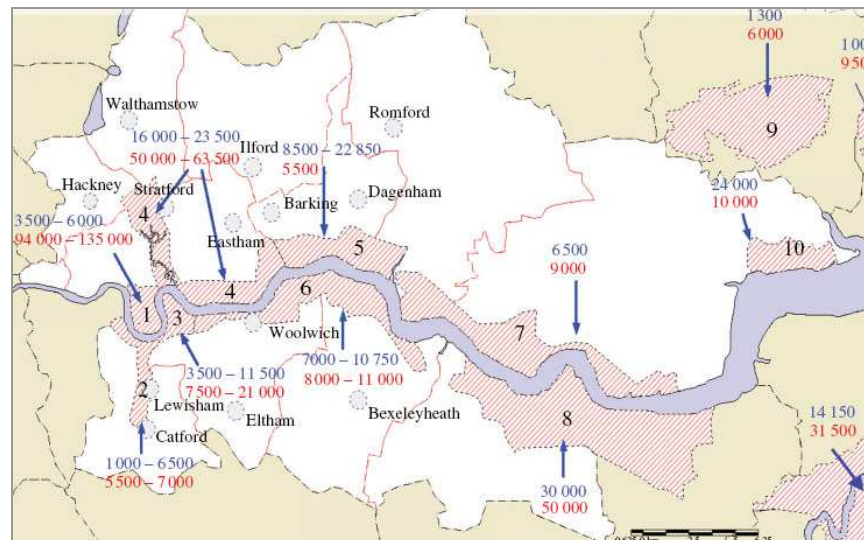 1 300
6 000
1 00
9 50
9
Walthamstow
Romford
16 000 – 23 500
50 000 – 63 500
Ilford
8 500 – 22 850
5 500
Hackney
Stratford
4
Barking
Dagenham
24 000
10 000
3 500 – 6 000
94 000 – 135 000
Eastham
5
6 500
9 000
10
4
6
1
3
7
Woolwich
7 000 – 10 750
8 000 – 11 000
3 500 – 11 500
7 500 – 21 000
2
Lewisham
Eltham
Bexeleyheath
8
14 150
31 500
Catford
1 000 – 6 500
5 500 – 7 000
30 000
50 000